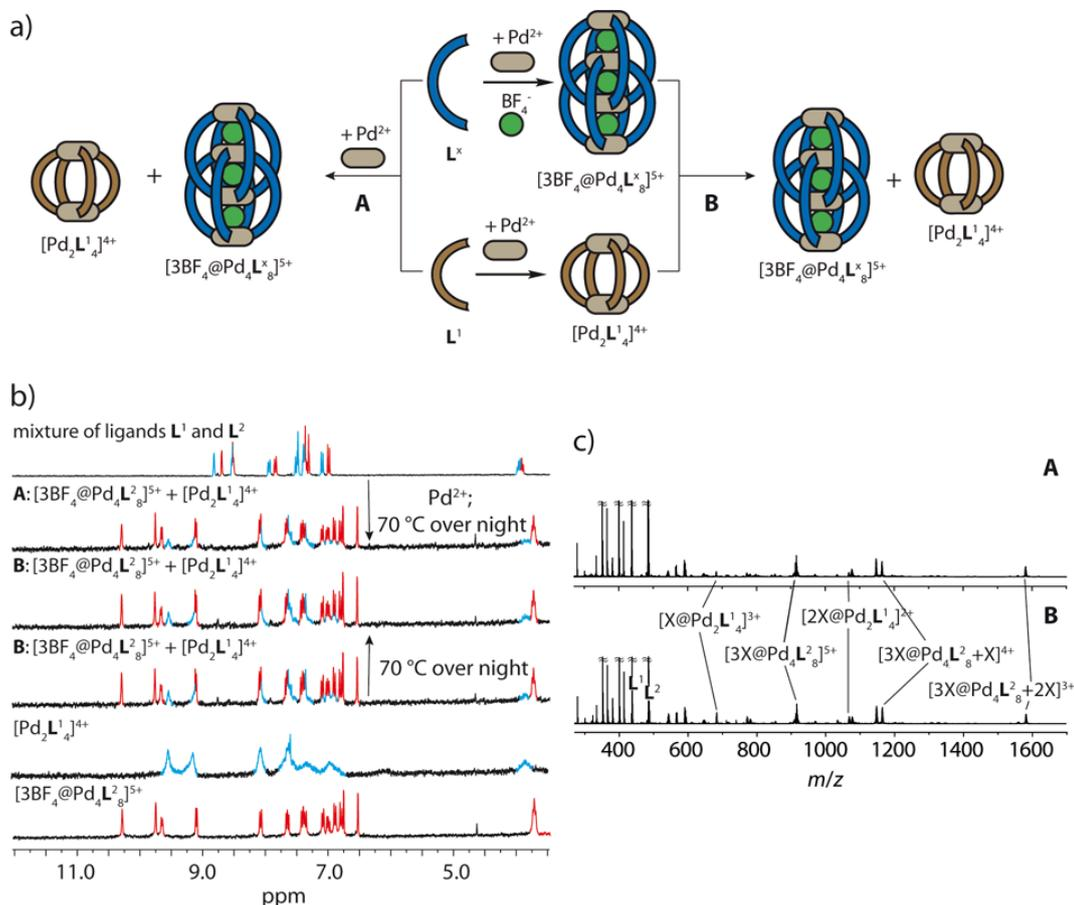 a)
+ Pd²⁺
BF₄⁻
Lˣ
[3BF₄@Pd₄Lˣ₈]⁵⁺
+ Pd²⁺
A
B
+
[Pd₂L¹₄]⁴⁺
[3BF₄@Pd₄Lˣ₈]⁵⁺
+ Pd²⁺
L¹
[Pd₂L¹₄]⁴⁺
+
[3BF₄@Pd₄Lˣ₈]⁵⁺
[Pd₂L¹₄]⁴⁺
b)
mixture of ligands L¹ and L²
A: [3BF₄@Pd₄L²₈]⁵⁺ + [Pd₂L¹₄]⁴⁺
Pd²⁺;
70 °C over night
B: [3BF₄@Pd₄L²₈]⁵⁺ + [Pd₂L¹₄]⁴⁺
B: [3BF₄@Pd₄L²₈]⁵⁺ + [Pd₂L¹₄]⁴⁺
70 °C over night
[Pd₂L¹₄]⁴⁺
[3BF₄@Pd₄L²₈]⁵⁺
11.0 9.0 7.0 5.0
ppm
c)
A
[X@Pd₂L¹₄]³⁺
[2X@Pd₂L¹₄]²⁺
B
[3X@Pd₄L²₈]⁵⁺
[3X@Pd₄L²₈+X]⁴⁺
[3X@Pd₄L²₈+2X]³⁺
L¹
L²
400 600 800 1000 1200 1400 1600
m/z